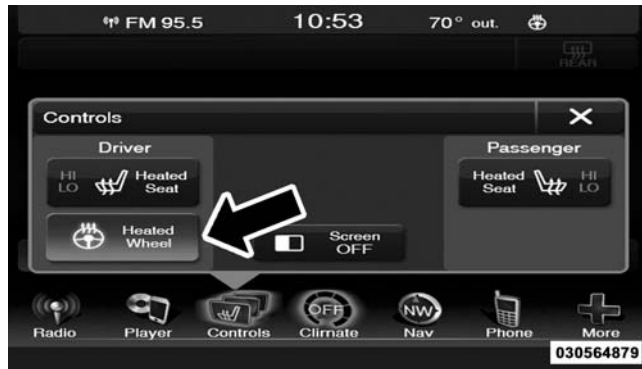 FM 95.5 10:53 70° out.
REAR
Controls X
Driver Passenger
HI
LO
Heated
Seat
Heated
Seat
HI
LO
Heated
Wheel
Screen
OFF
OFF
NW
Radio Player Controls Climate Nav Phone More
030564879